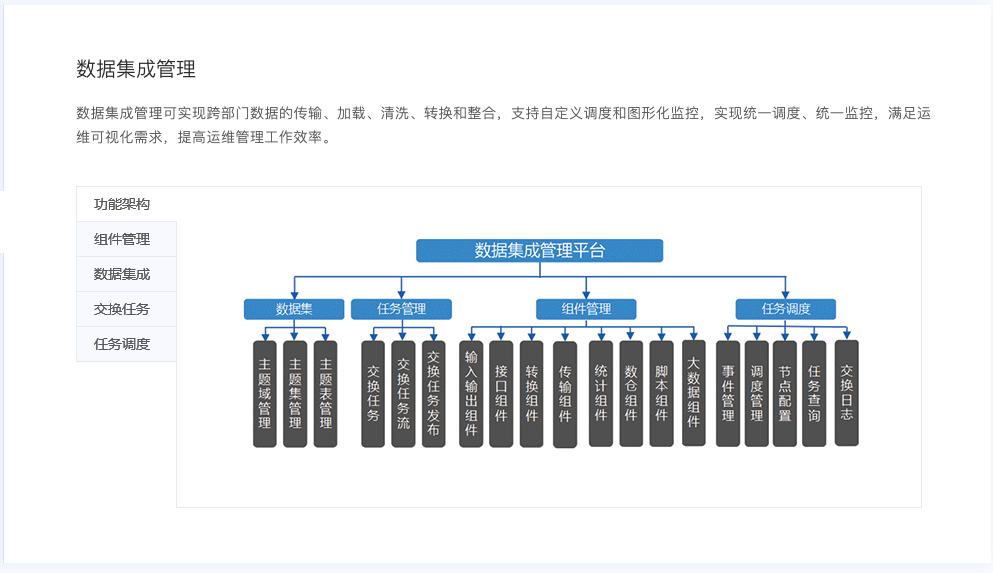 数据集成管理
数据集成管理可实现跨部门数据的传输、加载、清洗、转换和整合，支持自定义调度和图形化监控，实现统一调度、统一监控，满足运
维可视化需求，提高运维管理工作效率。
功能架构
组件管理
数据集成
交换任务
任务调度
数据集成管理平台
数据集
任务管理
组件管理
任务调度
主题域管理
主题集管理
主题表管理
交换任务
交换任务流
交换任务发布
输入输出组件
接口组件
转换组件
传输组件
统计组件
数仓组件
脚本组件
大数据组件
事件管理
调度管理
节点配置
任务查询
交换日志